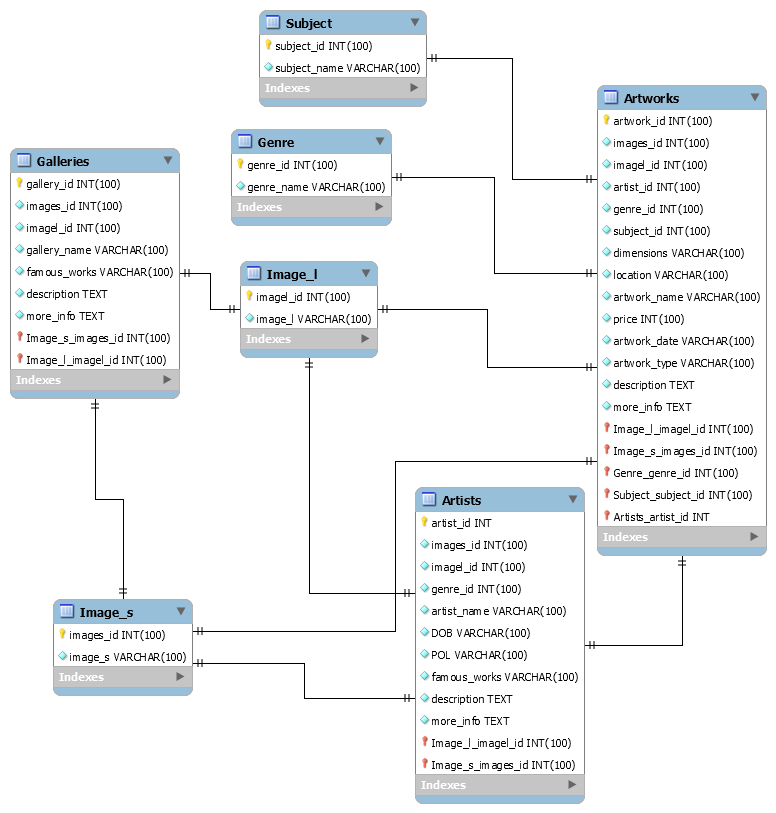 Subject
subject_id INT(100)
subject_name VARCHAR(100)
Indexes
Genre
genre_id INT(100)
genre_name VARCHAR(100)
Indexes
Galleries
gallery_id INT(100)
images_id INT(100)
imagel_id INT(100)
gallery_name VARCHAR(100)
famous_works VARCHAR(100)
description TEXT
more_info TEXT
Image_s_images_id INT(100)
Image_l_imagel_id INT(100)
Indexes
Image_l
imagel_id INT(100)
image_l VARCHAR(100)
Indexes
Artworks
artwork_id INT(100)
images_id INT(100)
imagel_id INT(100)
artist_id INT(100)
genre_id INT(100)
subject_id INT(100)
dimensions VARCHAR(100)
location VARCHAR(100)
artwork_name VARCHAR(100)
price INT(100)
artwork_date VARCHAR(100)
artwork_type VARCHAR(100)
description TEXT
more_info TEXT
Image_l_imagel_id INT(100)
Image_s_images_id INT(100)
Genre_genre_id INT(100)
Subject_subject_id INT(100)
Artists_artist_id INT
Indexes
Artists
artist_id INT
images_id INT(100)
imagel_id INT(100)
genre_id INT(100)
artist_name VARCHAR(100)
DOB VARCHAR(100)
POL VARCHAR(100)
famous_works VARCHAR(100)
description TEXT
more_info TEXT
Image_l_imagel_id INT(100)
Image_s_images_id INT(100)
Indexes
Image_s
images_id INT(100)
image_s VARCHAR(100)
Indexes